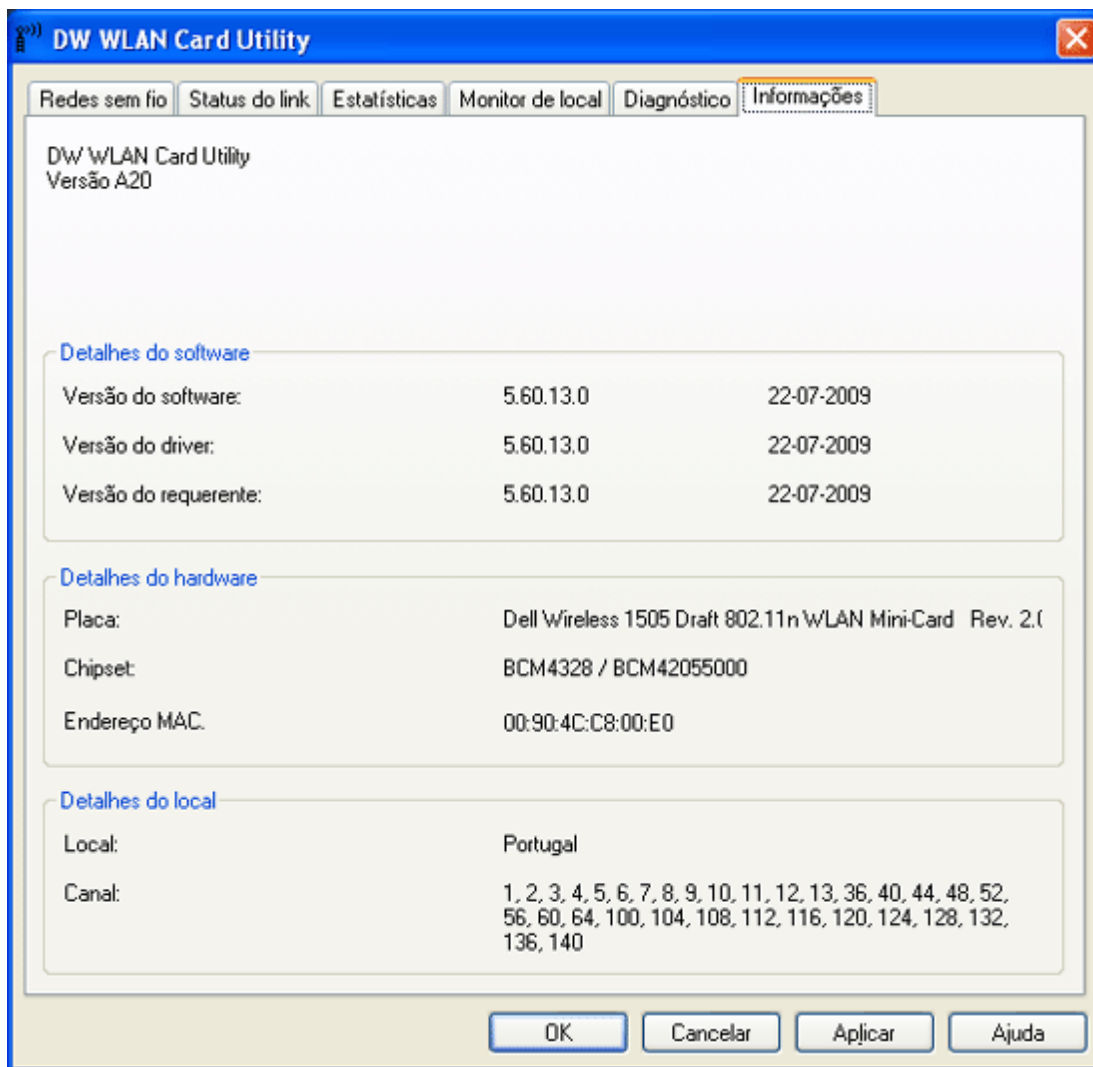 DW WLAN Card Utility
Redes sem fio Status do link Estatísticas Monitor de local Diagnóstico Informações
DW WLAN Card Utility
Versão A20
Detalhes do software
Versão do software: 5.60.13.0 22-07-2009
Versão do driver: 5.60.13.0 22-07-2009
Versão do requerente: 5.60.13.0 22-07-2009
Detalhes do hardware
Placa: Dell Wireless 1505 Draft 802.11n WLAN Mini-Card Rev. 2.(
Chipset: BCM4328 / BCM42055000
Endereço MAC. 00:90:4C:C8:00:E0
Detalhes do local
Local: Portugal
Canal: 1, 2, 3, 4, 5, 6, 7, 8, 9, 10, 11, 12, 13, 36, 40, 44, 48, 52,
56, 60, 64, 100, 104, 108, 112, 116, 120, 124, 128, 132,
136, 140
OK Cancelar Aplicar Ajuda